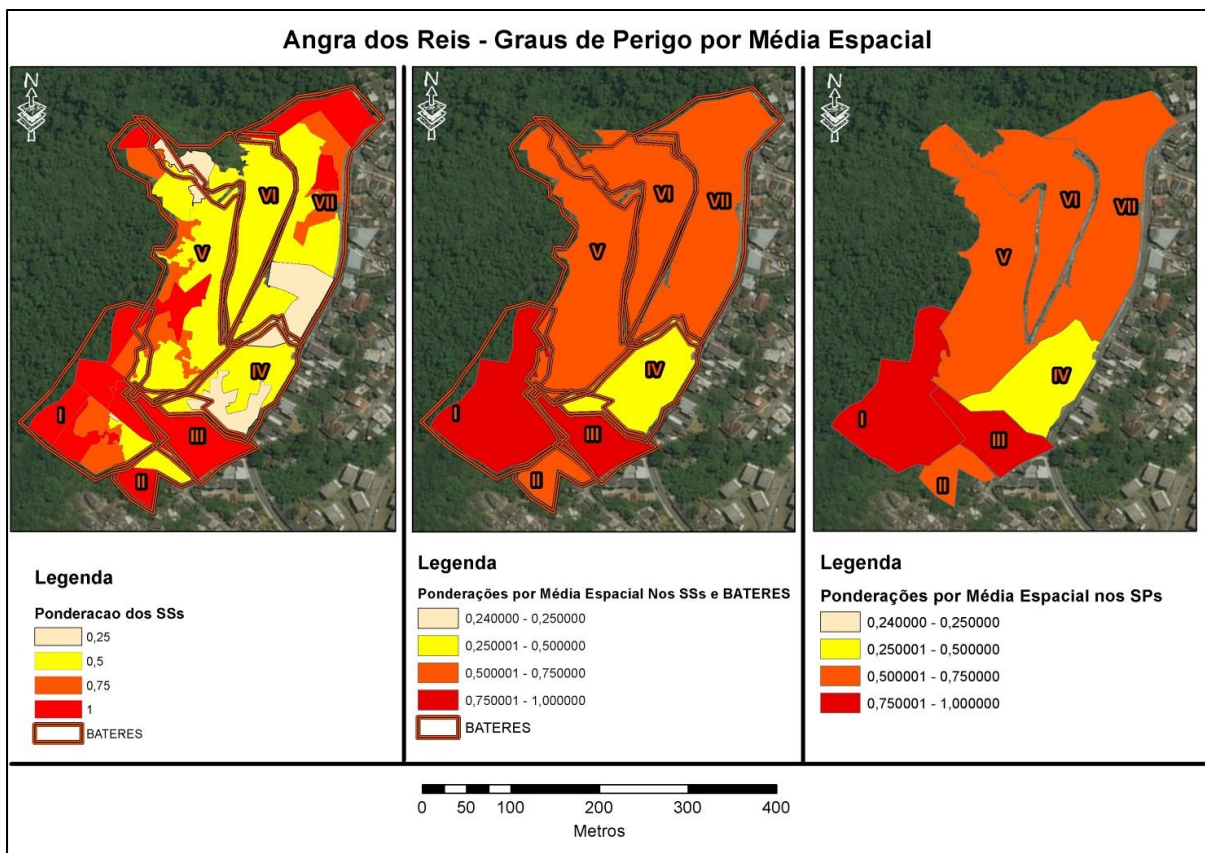 Angra dos Reis - Graus de Perigo por Média Espacial
N
VI
VII
V
IV
I
III
II
N
VI
VII
V
IV
I
III
II
N
VI
VII
V
IV
I
III
II
Legenda
Ponderacao dos SSs
0,25
0,5
0,75
1
BATERES
Legenda
Ponderações por Média Espacial Nos SSs e BATERES
0,240000 - 0,250000
0,250001 - 0,500000
0,500001 - 0,750000
0,750001 - 1,000000
BATERES
Legenda
Ponderações por Média Espacial nos SPs
0,240000 - 0,250000
0,250001 - 0,500000
0,500001 - 0,750000
0,750001 - 1,000000
0 50 100 200 300 400
Metros